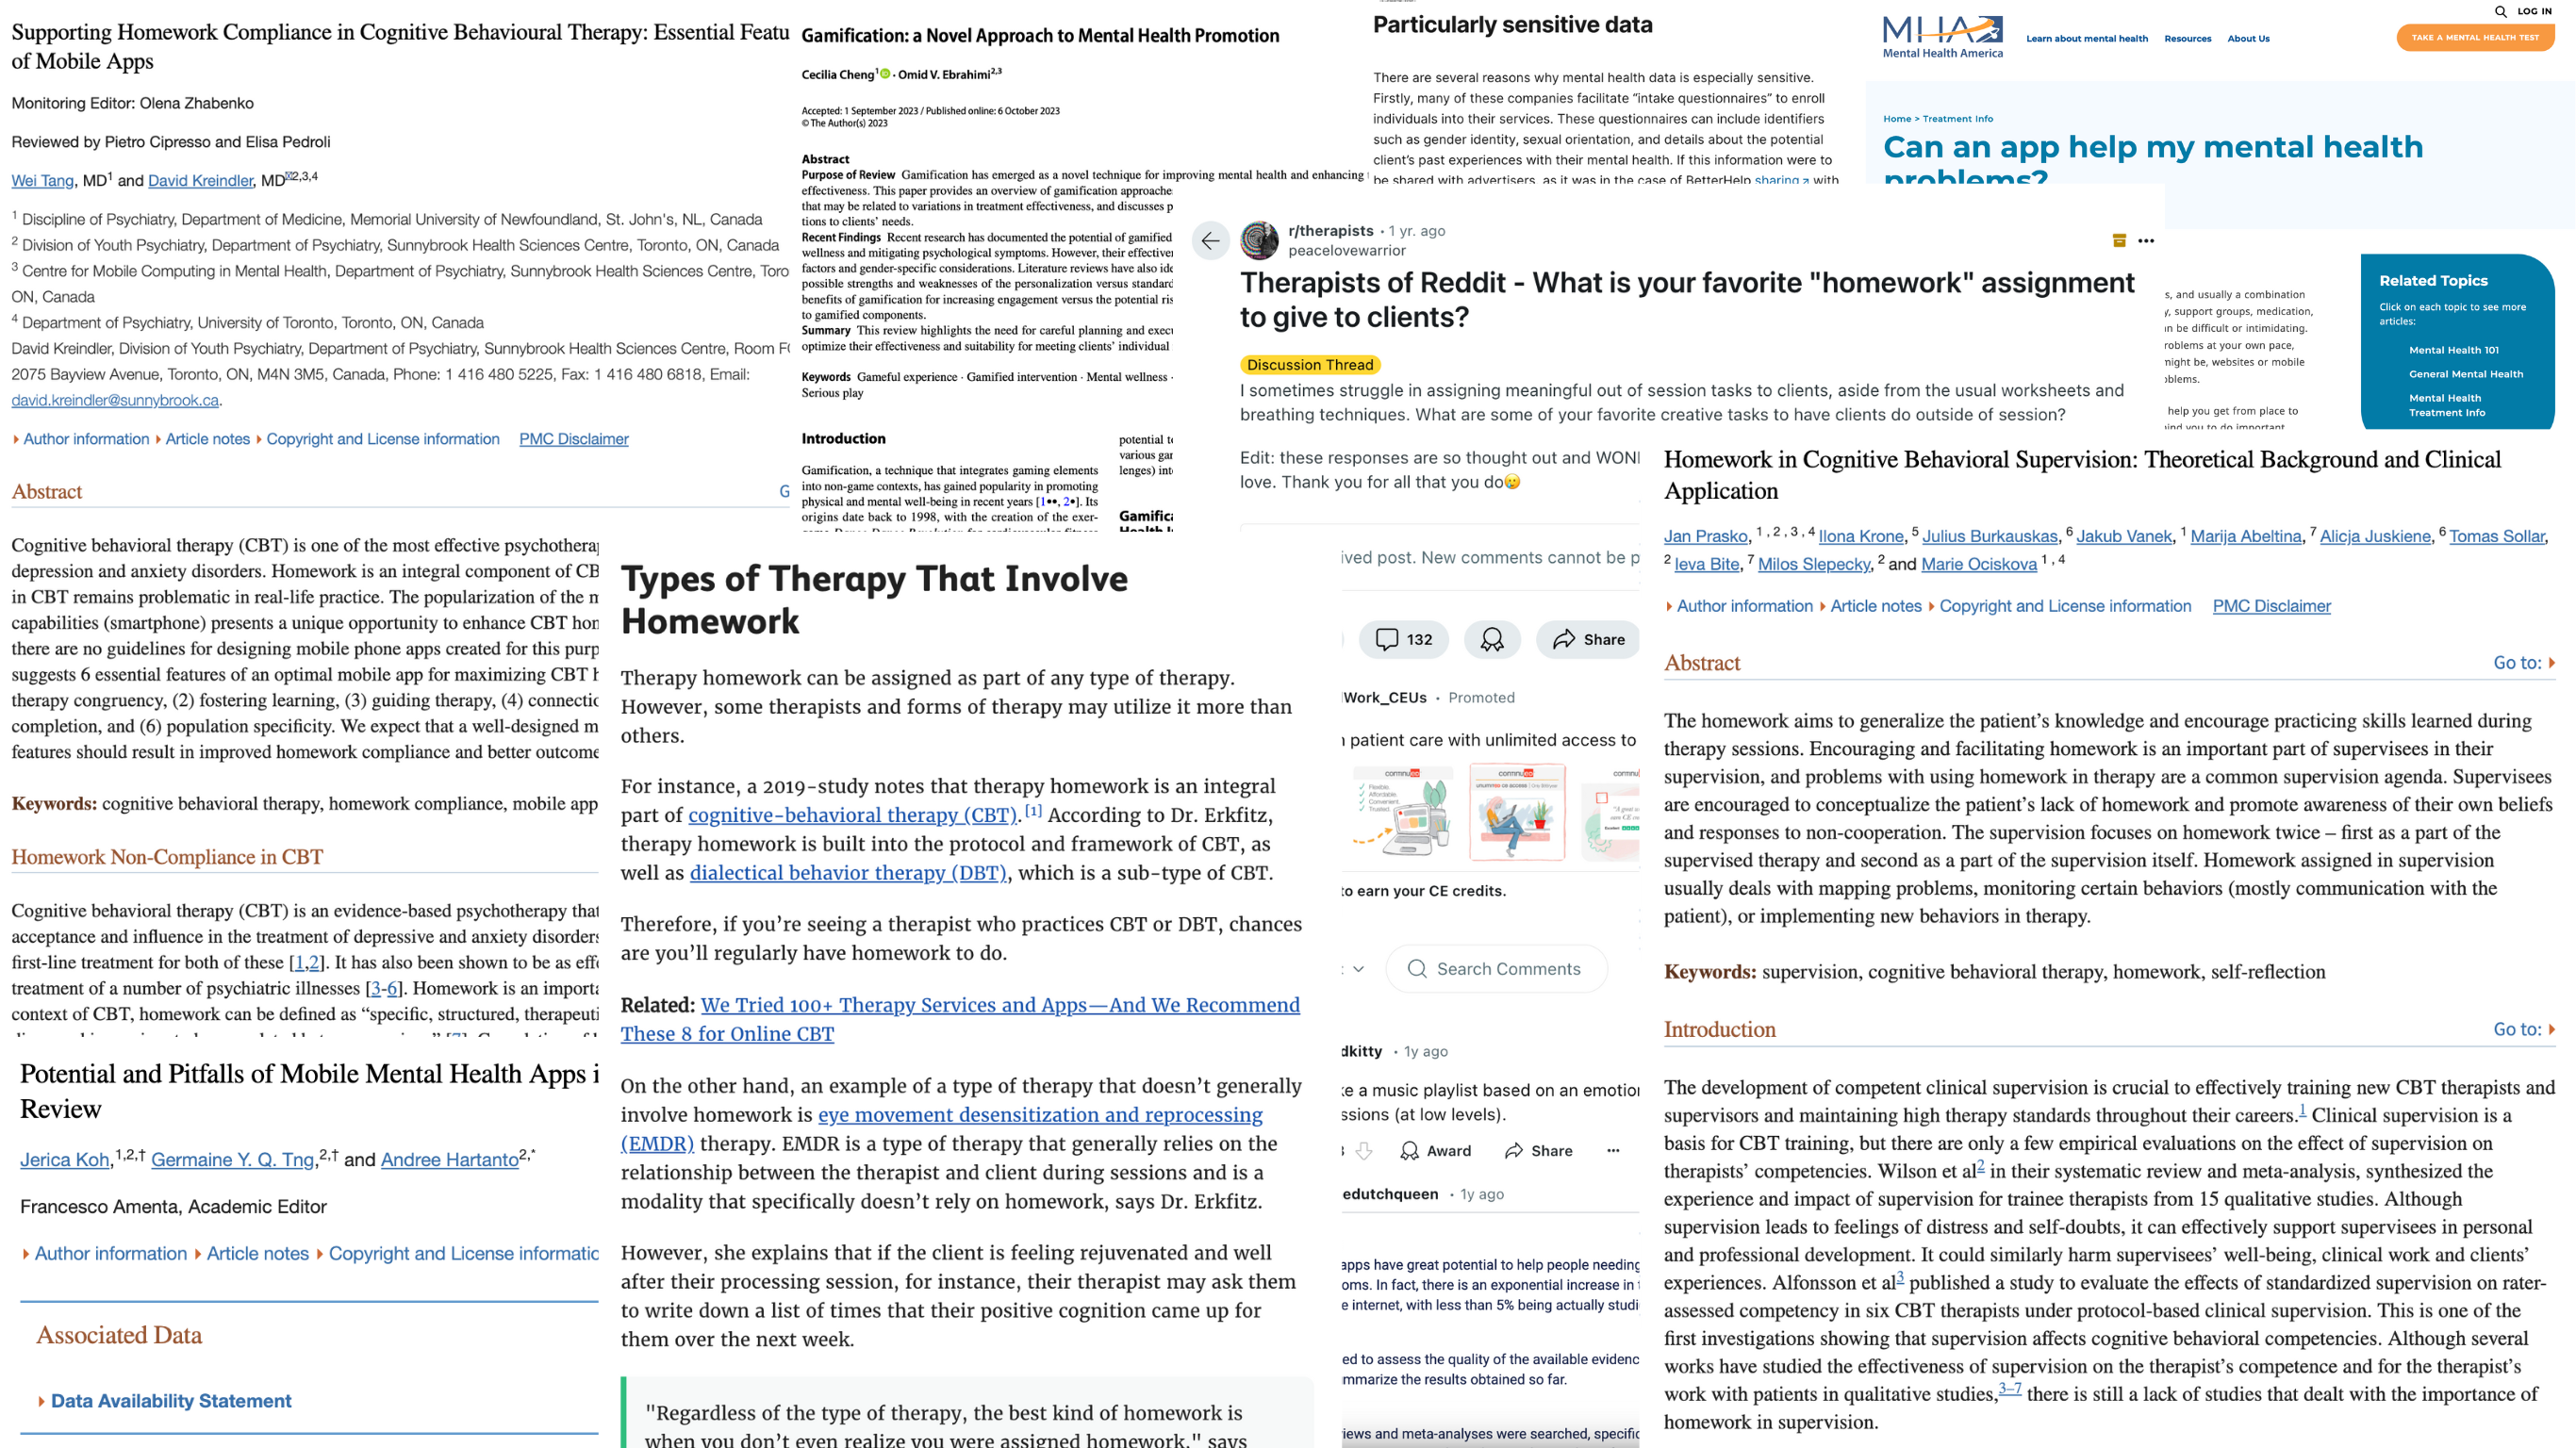 Supporting Homework Compliance in Cognitive Behavioural Therapy: Essential Featu
of Mobile Apps
Monitoring Editor: Olena Zhabenko
Reviewed by Pietro Cipresso and Elisa Pedroli
Wei Tang, MD1 and David Kreindler, MD✉2,3,4
1 Discipline of Psychiatry, Department of Medicine, Memorial University of Newfoundland, St. John's, NL, Canada
2 Division of Youth Psychiatry, Department of Psychiatry, Sunnybrook Health Sciences Centre, Toronto, ON, Canada
3 Centre for Mobile Computing in Mental Health, Department of Psychiatry, Sunnybrook Health Sciences Centre, Toro
ON, Canada
4 Department of Psychiatry, University of Toronto, Toronto, ON, Canada
David Kreindler, Division of Youth Psychiatry, Department of Psychiatry, Sunnybrook Health Sciences Centre, Room F
2075 Bayview Avenue, Toronto, ON, M4N 3M5, Canada, Phone: 1 416 480 5225, Fax: 1 416 480 6818, Email:
david.kreindler@sunnybrook.ca.
Author information Article notes Copyright and License information PMC Disclaimer
Abstract G
Cognitive behavioral therapy (CBT) is one of the most effective psychothera
depression and anxiety disorders. Homework is an integral component of CB
in CBT remains problematic in real-life practice. The popularization of the m
capabilities (smartphone) presents a unique opportunity to enhance CBT hom
there are no guidelines for designing mobile phone apps created for this purp
suggests 6 essential features of an optimal mobile app for maximizing CBT h
therapy congruency, (2) fostering learning, (3) guiding therapy, (4) connectio
completion, and (6) population specificity. We expect that a well-designed m
features should result in improved homework compliance and better outcome
Keywords: cognitive behavioral therapy, homework compliance, mobile app
Homework Non-Compliance in CBT
Cognitive behavioral therapy (CBT) is an evidence-based psychotherapy that
acceptance and influence in the treatment of depressive and anxiety disorders
first-line treatment for both of these [1,2]. It has also been shown to be as effe
treatment of a number of psychiatric illnesses [3-6]. Homework is an importa
context of CBT, homework can be defined as “specific, structured, therapeuti
Potential and Pitfalls of Mobile Mental Health Apps i
Review
Jerica Koh,1,2,† Germaine Y. Q. Tng,2,† and Andree Hartanto2,*
Francesco Amenta, Academic Editor
Author information Article notes Copyright and License informatic
Associated Data
Data Availability Statement
Gamification: a Novel Approach to Mental Health Promotion
Cecilia Cheng1 · Omid V. Ebrahimi2,3
Accepted: 1 September 2023 / Published online: 6 October 2023
© The Author(s) 2023
Abstract
Purpose of Review Gamification has emerged as a novel technique for improving mental health and enhancing
effectiveness. This paper provides an overview of gamification approache
that may be related to variations in treatment effectiveness, and discusses p
tions to clients' needs.
Recent Findings Recent research has documented the potential of gamified
wellness and mitigating psychological symptoms. However, their effective
factors and gender-specific considerations. Literature reviews have also ide
possible strengths and weaknesses of the personalization versus standard
benefits of gamification for increasing engagement versus the potential ris
to gamified components.
Summary This review highlights the need for careful planning and execu
optimize their effectiveness and suitability for meeting clients' individual
Keywords Gameful experience · Gamified intervention · Mental wellness ·
Serious play
Introduction
Gamification, a technique that integrates gaming elements
into non-game contexts, has gained popularity in promoting
physical and mental well-being in recent years [1••, 2•]. Its
origins date back to 1998, with the creation of the exer-
potential t
various gar
lenges) int
Gamifica
Types of Therapy That Involve
Homework
Therapy homework can be assigned as part of any type of therapy.
However, some therapists and forms of therapy may utilize it more than
others.
For instance, a 2019-study notes that therapy homework is an integral
part of cognitive-behavioral therapy (CBT).[1] According to Dr. Erkfitz,
therapy homework is built into the protocol and framework of CBT, as
well as dialectical behavior therapy (DBT), which is a sub-type of CBT.
Therefore, if you’re seeing a therapist who practices CBT or DBT, chances
are you’ll regularly have homework to do.
Related: We Tried 100+ Therapy Services and Apps—And We Recommend
These 8 for Online CBT
On the other hand, an example of a type of therapy that doesn’t generally
involve homework is eye movement desensitization and reprocessing
(EMDR) therapy. EMDR is a type of therapy that generally relies on the
relationship between the therapist and client during sessions and is a
modality that specifically doesn’t rely on homework, says Dr. Erkfitz.
However, she explains that if the client is feeling rejuvenated and well
after their processing session, for instance, their therapist may ask them
to write down a list of times that their positive cognition came up for
them over the next week.
"Regardless of the type of therapy, the best kind of homework is
when you don’t even realize you were assigned homework," says
Particularly sensitive data
There are several reasons why mental health data is especially sensitive.
Firstly, many of these companies facilitate “intake questionnaires” to enroll
individuals into their services. These questionnaires can include identifiers
such as gender identity, sexual orientation, and details about the potential
client’s past experiences with their mental health. If this information were to
be shared with advertisers, as it was in the case of BetterHelp sharing with
r/therapists • 1 yr. ago
peacelovewarrior
Therapists of Reddit - What is your favorite "homework" assignment
to give to clients?
Discussion Thread
I sometimes struggle in assigning meaningful out of session tasks to clients, aside from the usual worksheets and
breathing techniques. What are some of your favorite creative tasks to have clients do outside of session?
Edit: these responses are so thought out and WON
love. Thank you for all that you do🥲
ived post. New comments cannot be p
132 Share
Work_CEUs • Promoted
patient care with unlimited access to
to earn your CE credits.
Search Comments
dkitty • 1y ago
ke a music playlist based on an emotion
ssions (at low levels).
Award Share
edutchqueen • 1y ago
apps have great potential to help people needing
oms. In fact, there is an exponential increase in
e internet, with less than 5% being actually studi
ed to assess the quality of the available evidenc
mmarize the results obtained so far.
iews and meta-analyses were searched, specific
LOG IN
MHA
Mental Health America
Learn about mental health Resources About Us
TAKE A MENTAL HEALTH TEST
Home > Treatment Info
Can an app help my mental health
problems?
s, and usually a combination
y, support groups, medication,
an be difficult or intimidating.
roblems at your own pace,
might be, websites or mobile
oblems.
help you get from place to
ind you to do important
Related Topics
Click on each topic to see more
articles:
Mental Health 101
General Mental Health
Mental Health
Treatment Info
Homework in Cognitive Behavioral Supervision: Theoretical Background and Clinical
Application
Jan Prasko, 1 , 2 , 3 , 4 Ilona Krone, 5 Julius Burkauskas, 6 Jakub Vanek, 1 Marija Abeltina, 7 Alicja Juskiene, 6 Tomas Sollar,
2 Ieva Bite, 7 Milos Slepecky, 2 and Marie Ociskova 1 , 4
Author information Article notes Copyright and License information PMC Disclaimer
Abstract Go to:
The homework aims to generalize the patient’s knowledge and encourage practicing skills learned during
therapy sessions. Encouraging and facilitating homework is an important part of supervisees in their
supervision, and problems with using homework in therapy are a common supervision agenda. Supervisees
are encouraged to conceptualize the patient’s lack of homework and promote awareness of their own beliefs
and responses to non-cooperation. The supervision focuses on homework twice – first as a part of the
supervised therapy and second as a part of the supervision itself. Homework assigned in supervision
usually deals with mapping problems, monitoring certain behaviors (mostly communication with the
patient), or implementing new behaviors in therapy.
Keywords: supervision, cognitive behavioral therapy, homework, self-reflection
Introduction Go to:
The development of competent clinical supervision is crucial to effectively training new CBT therapists and
supervisors and maintaining high therapy standards throughout their careers.1 Clinical supervision is a
basis for CBT training, but there are only a few empirical evaluations on the effect of supervision on
therapists’ competencies. Wilson et al2 in their systematic review and meta-analysis, synthesized the
experience and impact of supervision for trainee therapists from 15 qualitative studies. Although
supervision leads to feelings of distress and self-doubts, it can effectively support supervisees in personal
and professional development. It could similarly harm supervisees’ well-being, clinical work and clients’
experiences. Alfonsson et al3 published a study to evaluate the effects of standardized supervision on rater-
assessed competency in six CBT therapists under protocol-based clinical supervision. This is one of the
first investigations showing that supervision affects cognitive behavioral competencies. Although several
works have studied the effectiveness of supervision on the therapist’s competence and for the therapist’s
work with patients in qualitative studies,3–7 there is still a lack of studies that dealt with the importance of
homework in supervision.